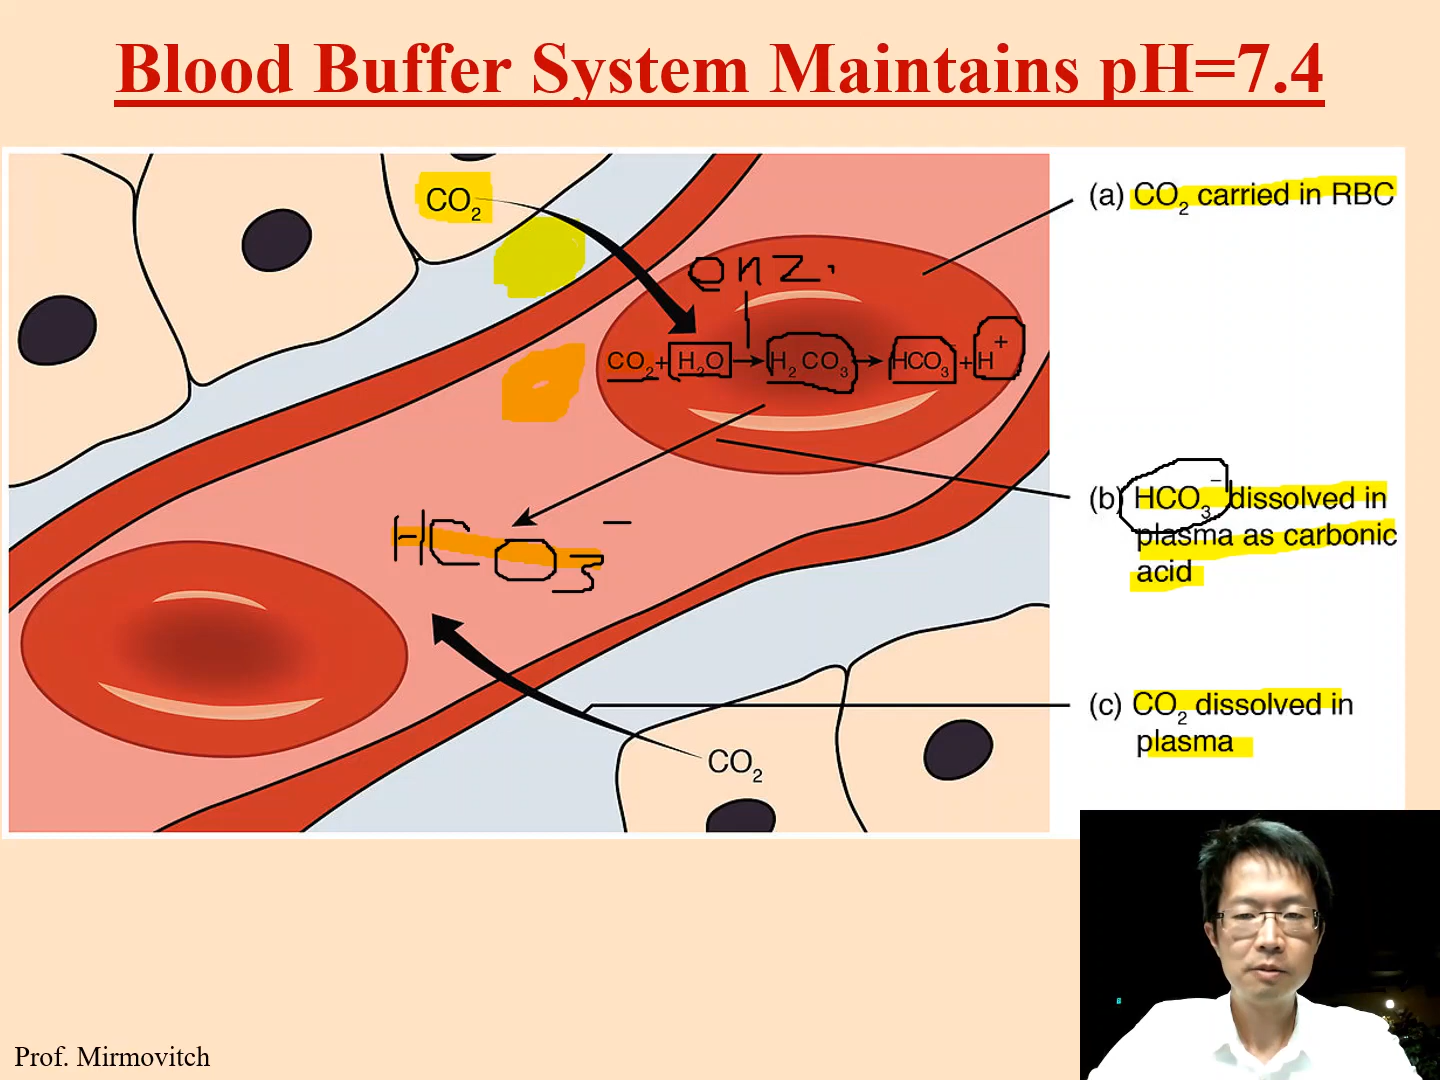 Blood Buffer System Maintains pH=7.4
CO₂
(a) CO₂ carried in RBC
enz.
CO₂+ H₂O → H₂CO₃ → HCO₃⁻ + H⁺
(b) HCO₃⁻ dissolved in
plasma as carbonic
acid
HCO₃⁻
(c) CO₂ dissolved in
plasma
CO₂
Prof. Mirmovitch